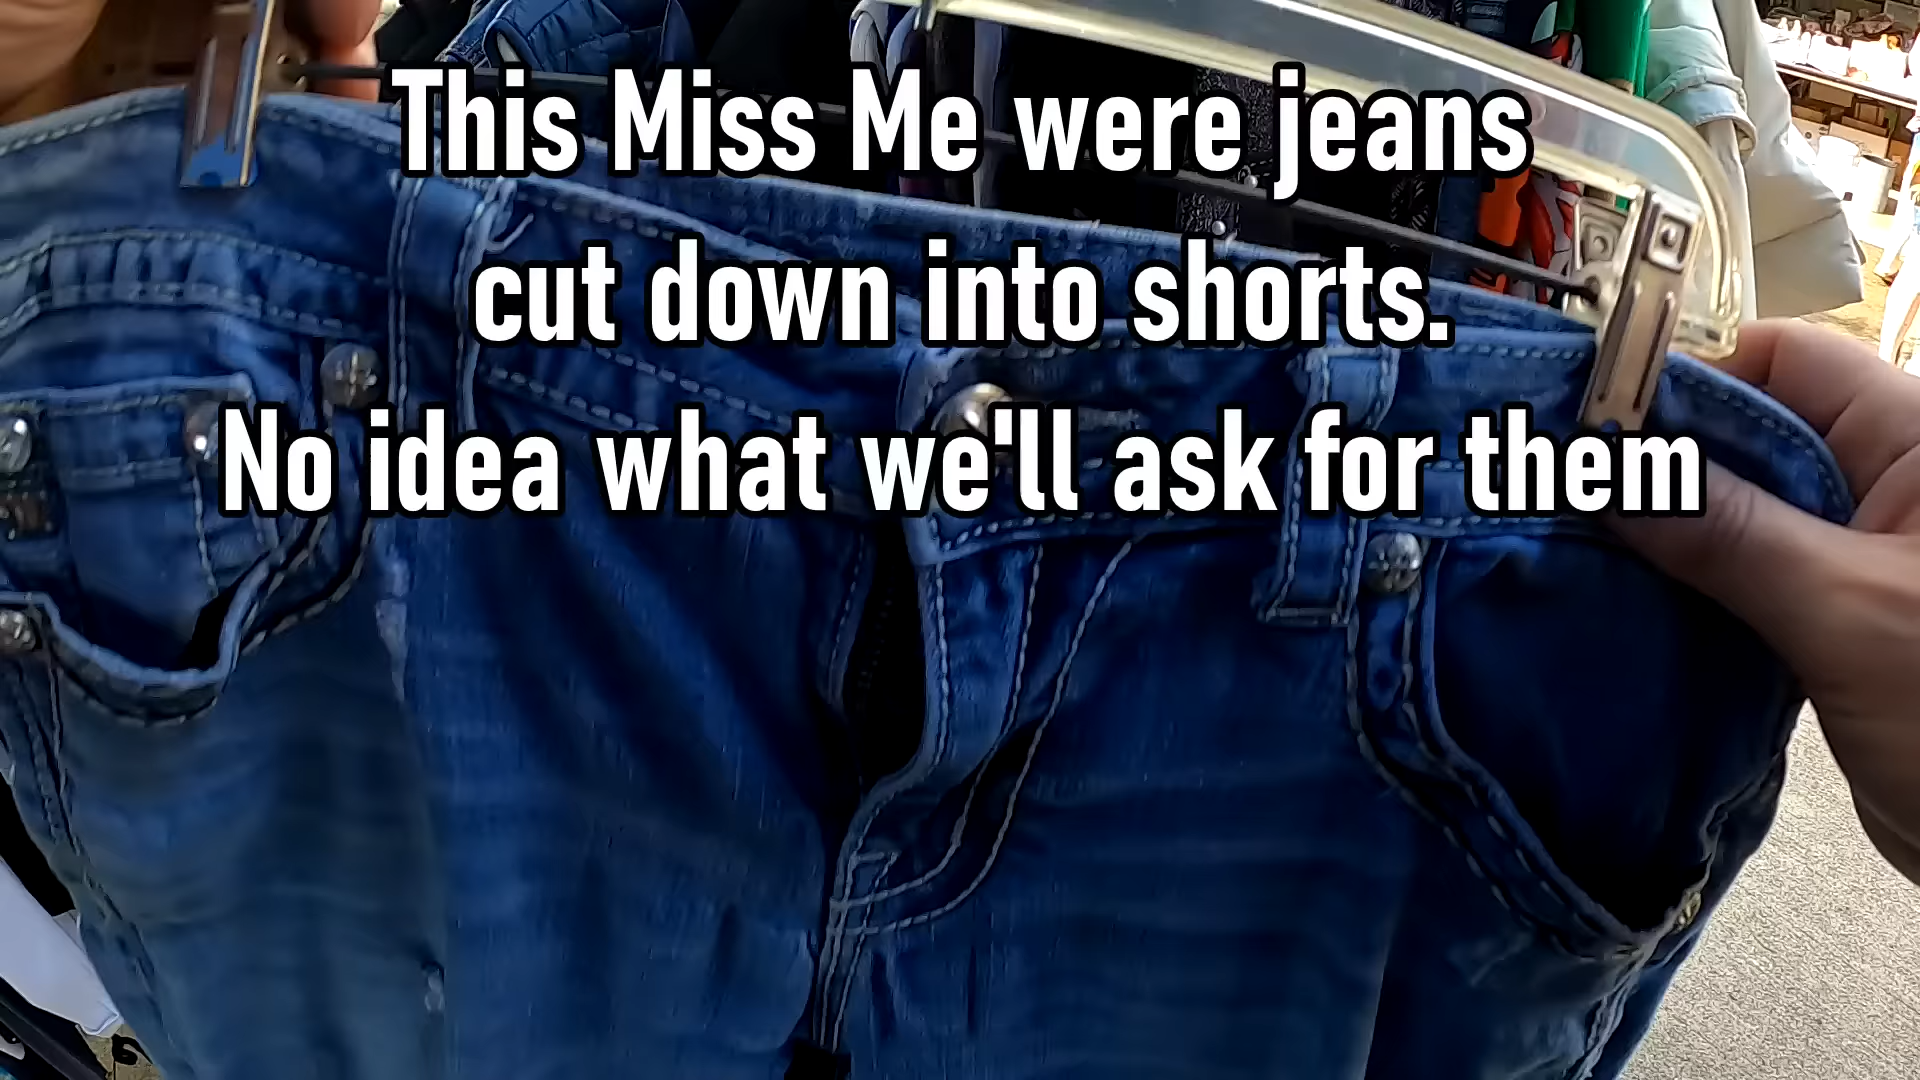 This Miss Me were jeans
cut down into shorts.
No idea what we'll ask for them